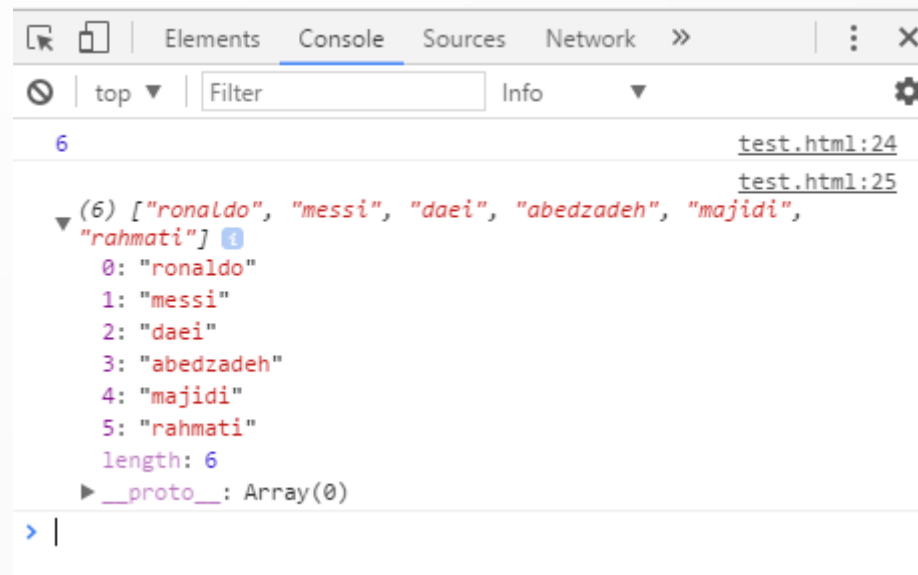 Elements Console Sources Network »
top ▼ Filter Info ▼
6 test.html:24
test.html:25
▼ (6) ["ronaldo", "messi", "daei", "abedzadeh", "majidi",
"rahmati"] i
0: "ronaldo"
1: "messi"
2: "daei"
3: "abedzadeh"
4: "majidi"
5: "rahmati"
length: 6
▶ __proto__: Array(0)
>